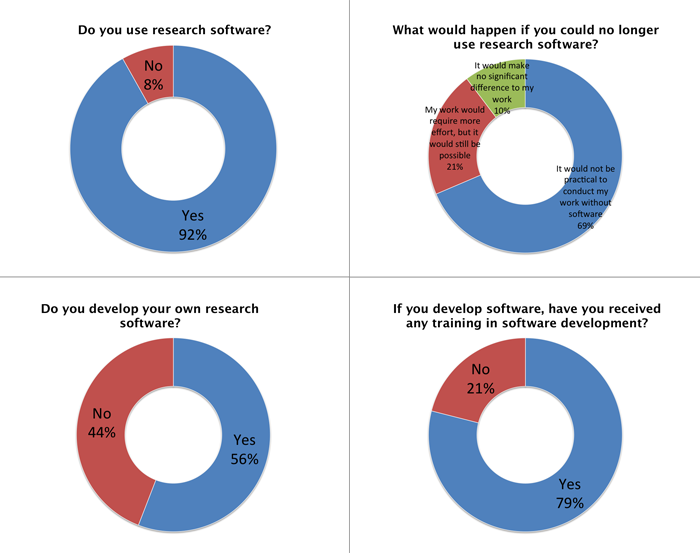 Do you use research software?
No
8%
Yes
92%
What would happen if you could no longer
use research software?
It would make
no significant
difference to my
work
10%
My work would
require more
effort, but it
would still be
possible
21%
It would not be
practical to
conduct my
work without
software
69%
Do you develop your own research
software?
No
44%
Yes
56%
If you develop software, have you received
any training in software development?
No
21%
Yes
79%